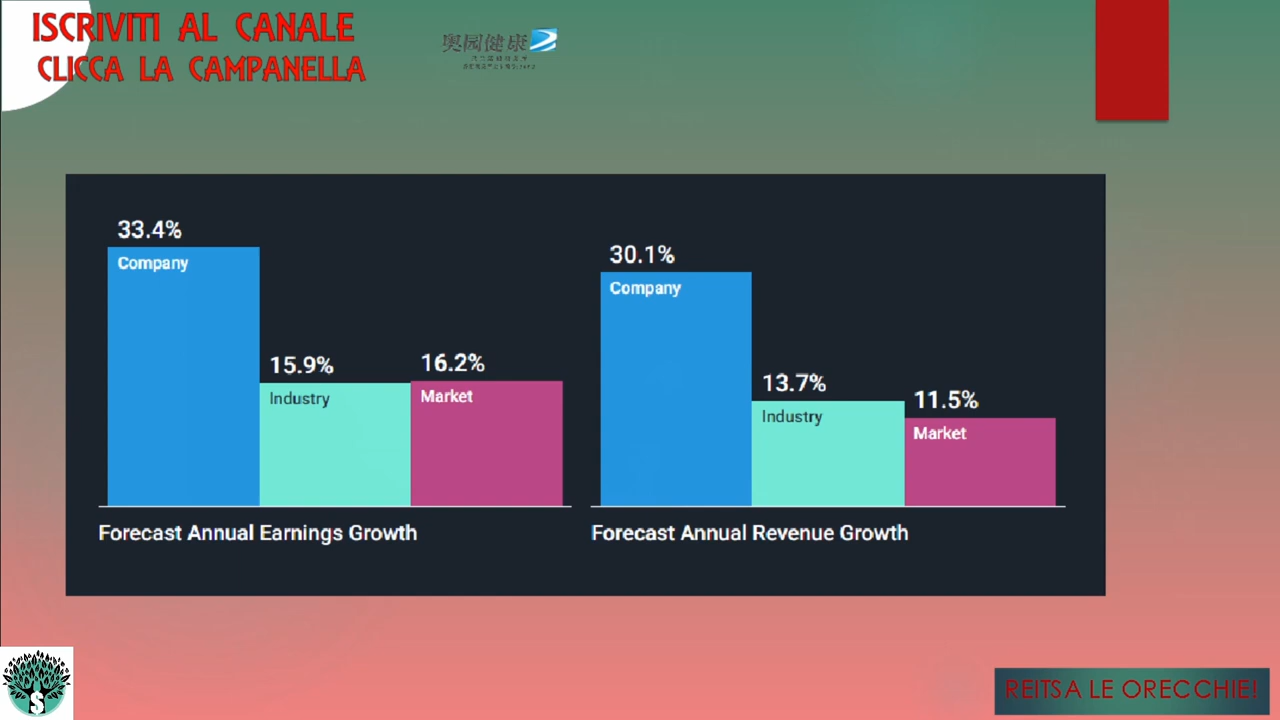 ISCRIVITI AL CANALE
CLICCA LA CAMPANELLA
奥园健康
33.4%
Company
15.9%
Industry
16.2%
Market
Forecast Annual Earnings Growth
30.1%
Company
13.7%
Industry
11.5%
Market
Forecast Annual Revenue Growth
$
REITSA LE ORECCHIE!